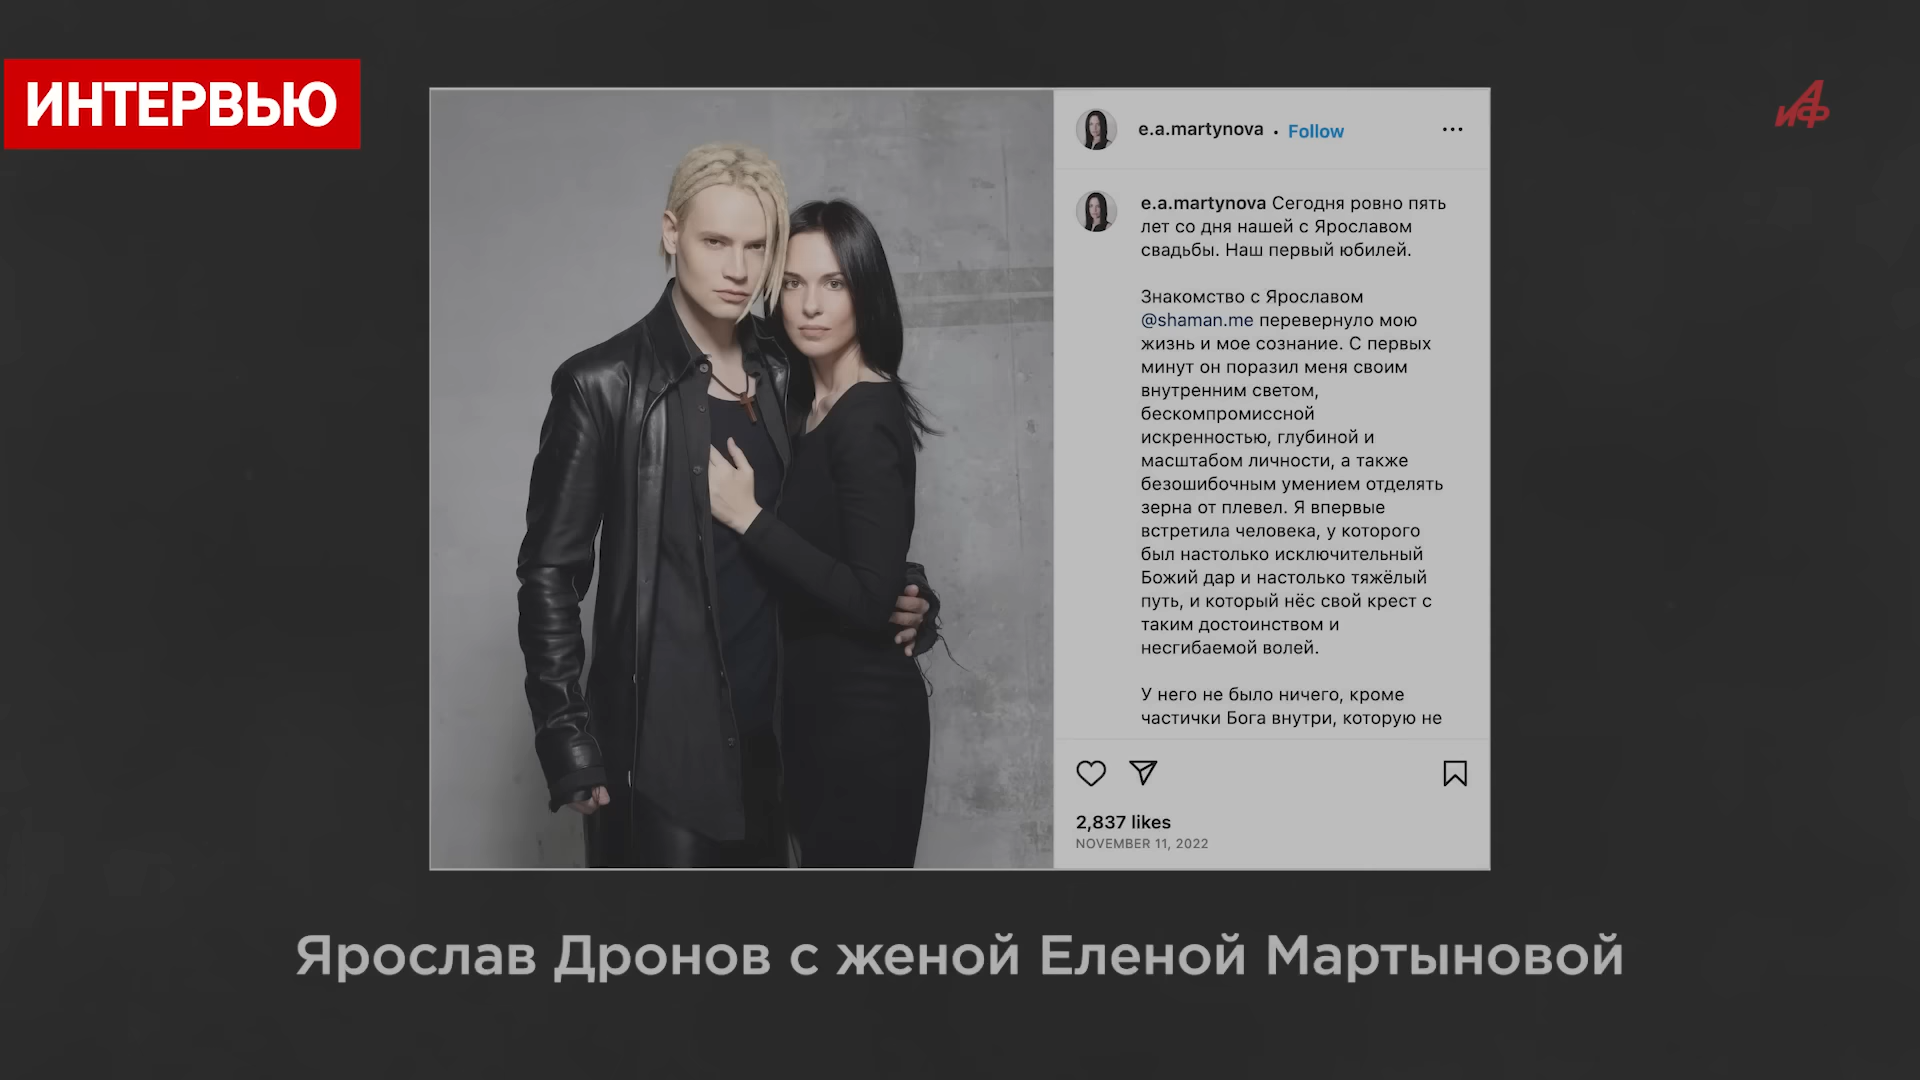 ИНТЕРВЬЮ
АиФ
e.a.martynova • Follow
e.a.martynova Сегодня ровно пять
лет со дня нашей с Ярославом
свадьбы. Наш первый юбилей.
Знакомство с Ярославом
@shaman.me перевернуло мою
жизнь и мое сознание. С первых
минут он поразил меня своим
внутренним светом,
бескомпромиссной
искренностью, глубиной и
масштабом личности, а также
безошибочным умением отделять
зерна от плевел. Я впервые
встретила человека, у которого
был настолько исключительный
Божий дар и настолько тяжёлый
путь, и который нёс свой крест с
таким достоинством и
несгибаемой волей.
У него не было ничего, кроме
частички Бога внутри, которую не
2,837 likes
NOVEMBER 11, 2022
Ярослав Дронов с женой Еленой Мартыновой